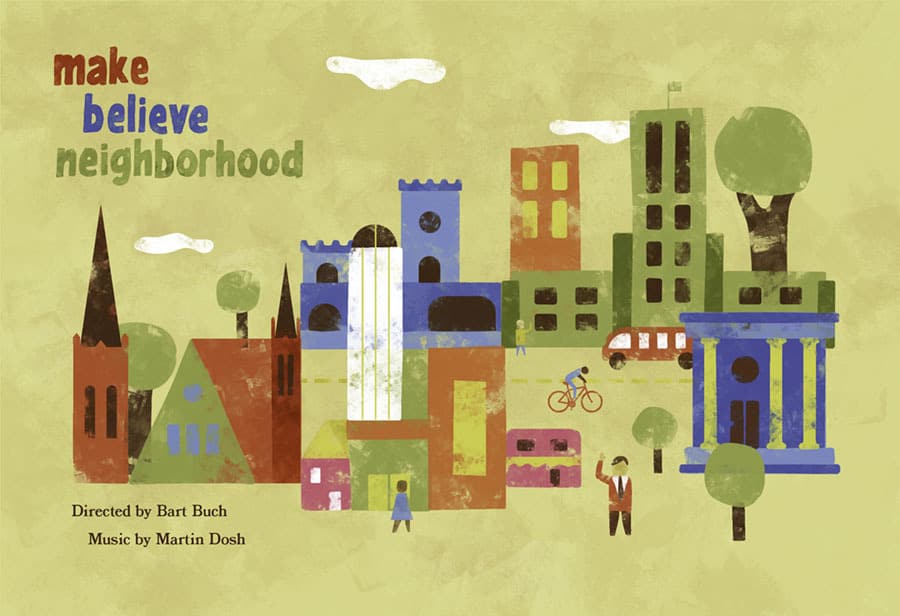 make
believe
neighborhood
Directed by Bart Buch
Music by Martin Dosh